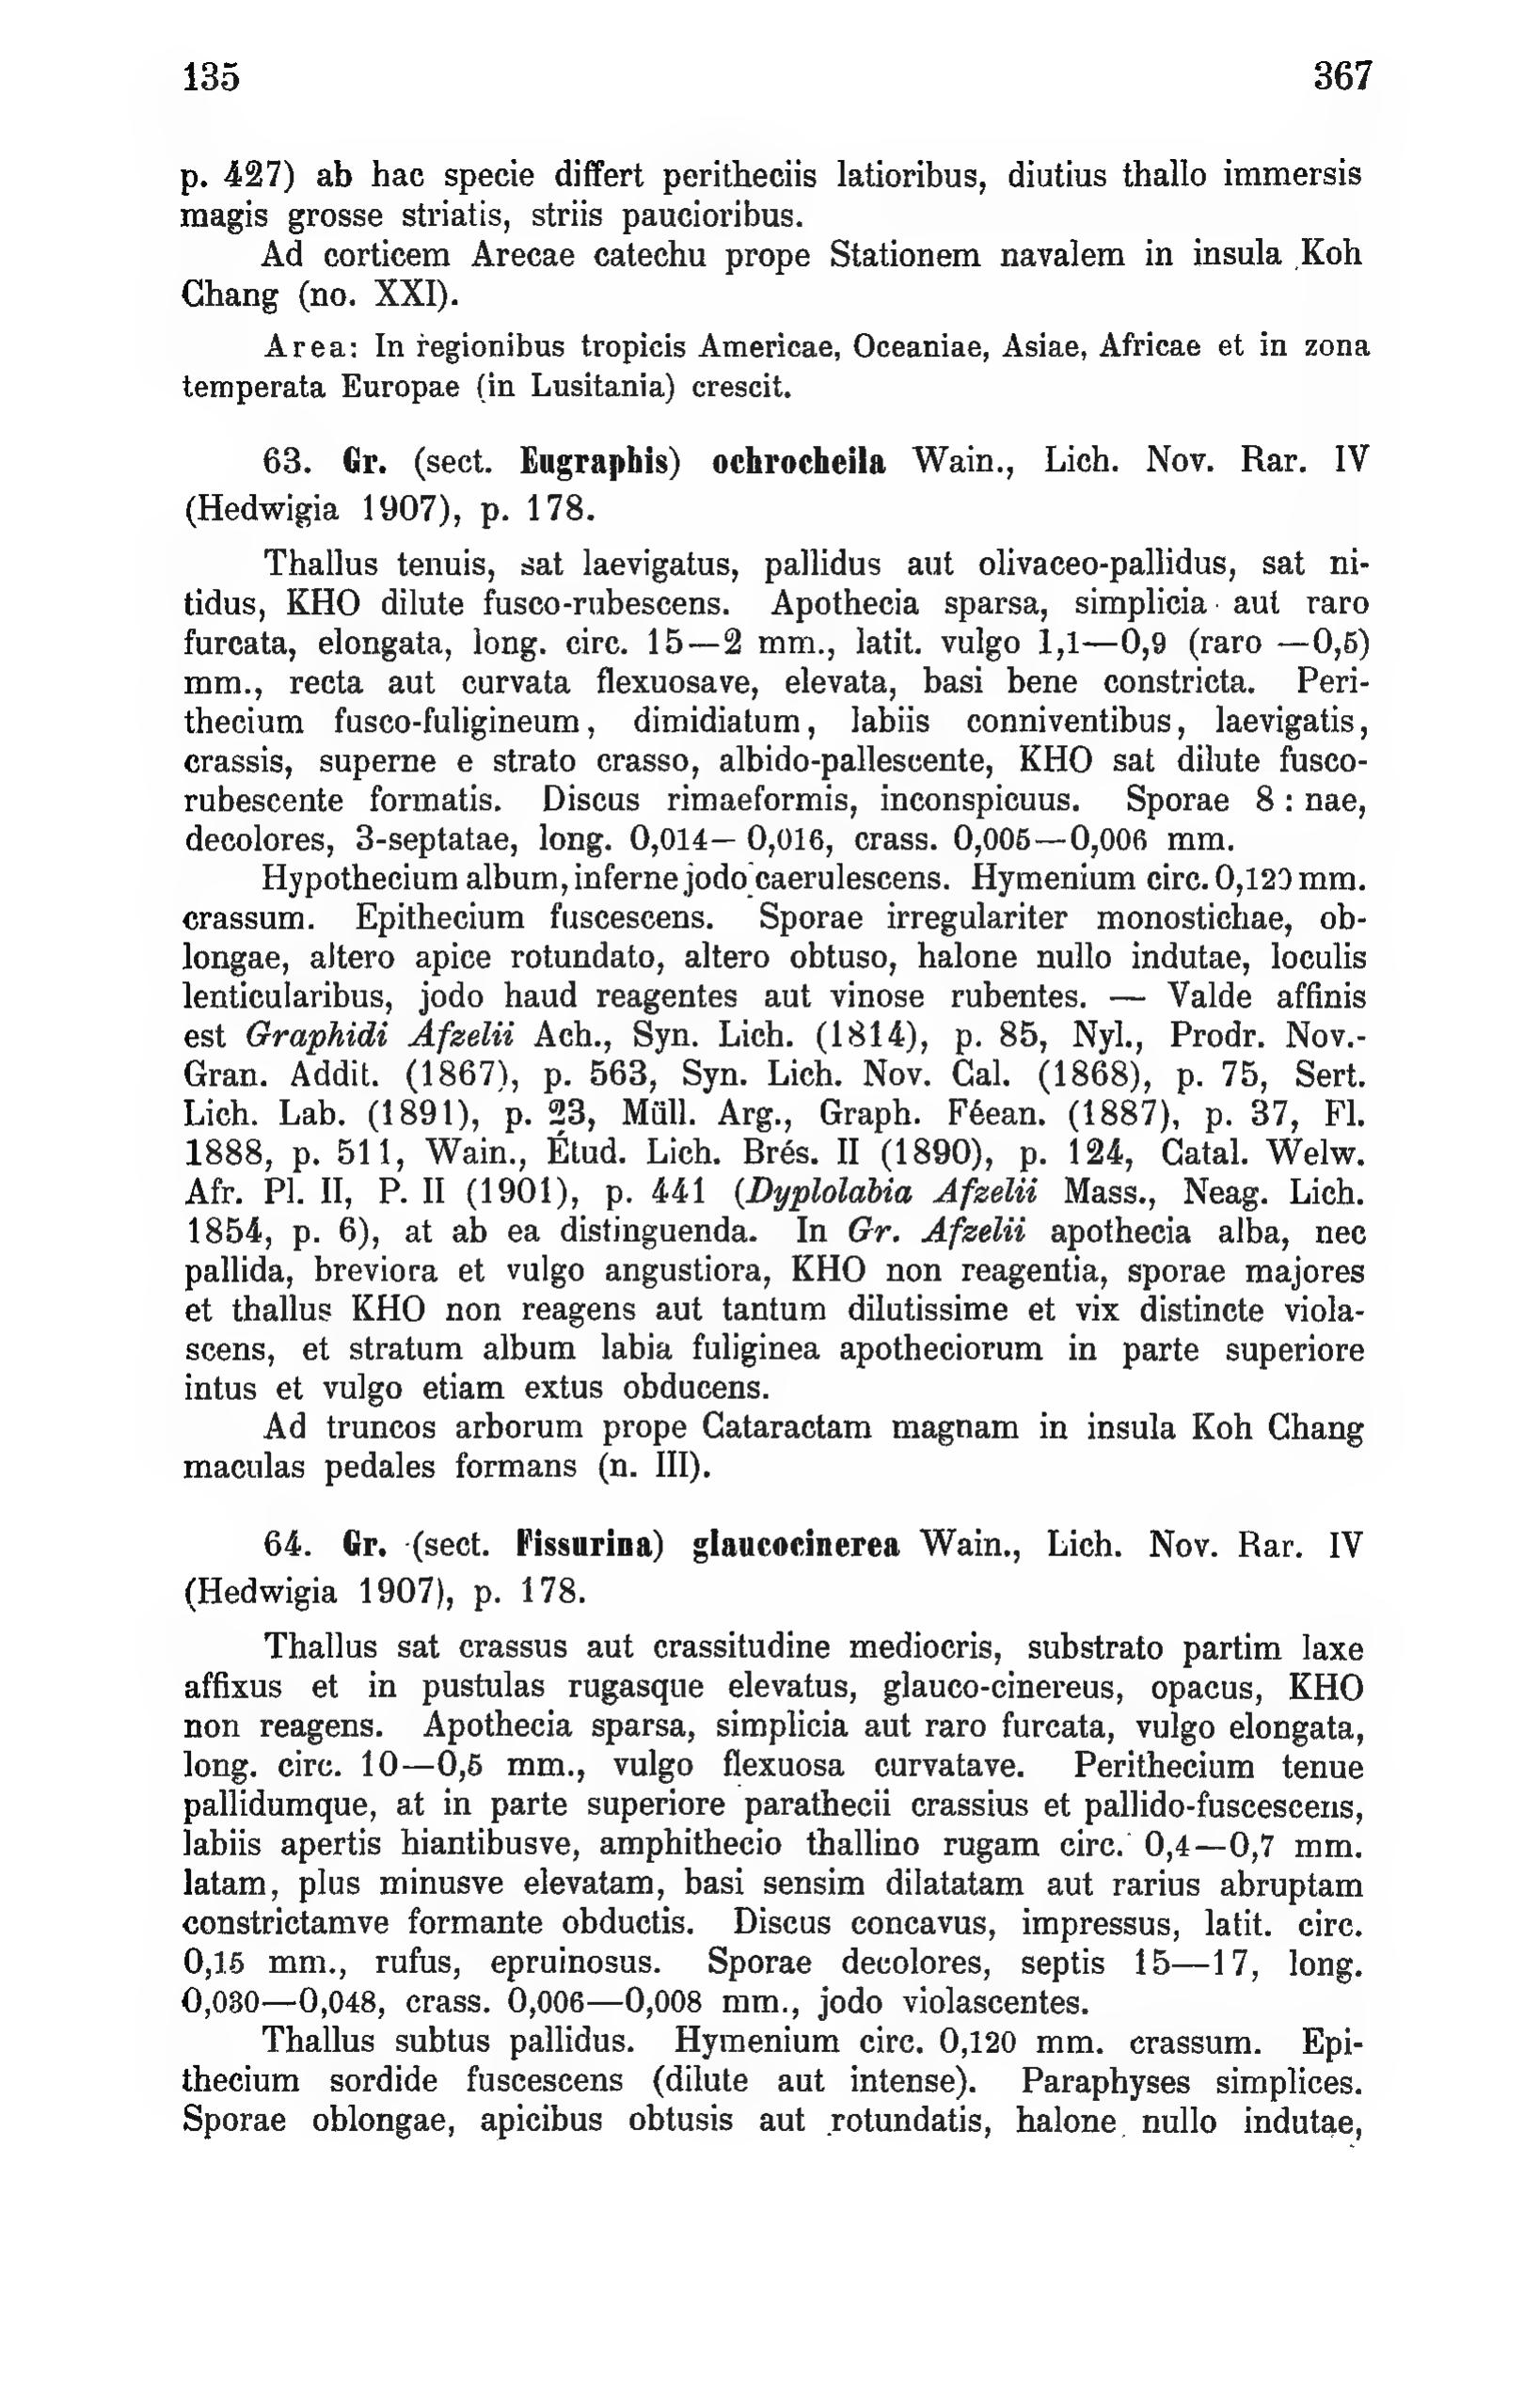 135 367
p. 427) ab hac specie differt peritheciis latioribus, diutius thallo immersis
magis grosse striatis, striis paucioribus.
Ad corticem Arecae catechu prope Stationem navalem in insula Koh
Chang (no. XXI).
Area: In regionibus tropicis Americae, Oceaniae, Asiae, Africae et in zona
temperata Europae (in Lusitania) crescit.
63. Gr. (sect. Eugraphis) ochrocheila Wain., Lich. Nov. Rar. IV
(Hedwigia 1907), p. 178.
Thallus tenuis, sat laevigatus, pallidus aut olivaceo-pallidus, sat ni-
tidus, KHO dilute fusco-rubescens. Apothecia sparsa, simplicia aut raro
furcata, elongata, long. circ. 15—2 mm., latit. vulgo 1,1—0,9 (raro —0,5)
mm., recta aut curvata flexuosave, elevata, basi bene constricta. Peri-
thecium fusco-fuligineum, dimidiatum, labiis conniventibus, laevigatis,
crassis, superne e strato crasso, albido-pallescente, KHO sat dilute fusco-
rubescente formatis. Discus rimaeformis, inconspicuus. Sporae 8 : nae,
decolores, 3-septatae, long. 0,014—0,016, crass. 0,005—0,006 mm.
Hypothecium album, inferne jodo caerulescens. Hymenium circ. 0,120 mm.
crassum. Epithecium fuscescens. Sporae irregulariter monostichae, ob-
longae, altero apice rotundato, altero obtuso, halone nullo indutae, loculis
lenticularibus, jodo haud reagentes aut vinose rubentes. — Valde affinis
est Graphidi Afzelii Ach., Syn. Lich. (1814), p. 85, Nyl., Prodr. Nov.-
Gran. Addit. (1867), p. 563, Syn. Lich. Nov. Cal. (1868), p. 75, Sert.
Lich. Lab. (1891), p. 23, Müll. Arg., Graph. Féean. (1887), p. 37, Fl.
1888, p. 511, Wain., Étud. Lich. Brés. II (1890), p. 124, Catal. Welw.
Afr. Pl. II, P. II (1901), p. 441 (Dyplolabia Afzelii Mass., Neag. Lich.
1854, p. 6), at ab ea distinguenda. In Gr. Afzelii apothecia alba, nec
pallida, breviora et vulgo angustiora, KHO non reagentia, sporae majores
et thallus KHO non reagens aut tantum dilutissime et vix distincte viola-
scens, et stratum album labia fuliginea apotheciorum in parte superiore
intus et vulgo etiam extus obducens.
Ad truncos arborum prope Cataractam magnam in insula Koh Chang
maculas pedales formans (n. III).
64. Gr. (sect. Fissurina) glaucocinerea Wain., Lich. Nov. Rar. IV
(Hedwigia 1907), p. 178.
Thallus sat crassus aut crassitudine mediocris, substrato partim laxe
affixus et in pustulas rugasque elevatus, glauco-cinereus, opacus, KHO
non reagens. Apothecia sparsa, simplicia aut raro furcata, vulgo elongata,
long. circ. 10—0,5 mm., vulgo flexuosa curvatave. Perithecium tenue
pallidumque, at in parte superiore parathecii crassius et pallido-fuscescens,
labiis apertis hiantibusve, amphithecio thallino rugam circ. 0,4—0,7 mm.
latam, plus minusve elevatam, basi sensim dilatatam aut rarius abruptam
constrictamve formante obductis. Discus concavus, impressus, latit. circ.
0,15 mm., rufus, epruinosus. Sporae decolores, septis 15—17, long.
0,030—0,048, crass. 0,006—0,008 mm., jodo violascentes.
Thallus subtus pallidus. Hymenium circ. 0,120 mm. crassum. Epi-
thecium sordide fuscescens (dilute aut intense). Paraphyses simplices.
Sporae oblongae, apicibus obtusis aut rotundatis, halone nullo indutae,